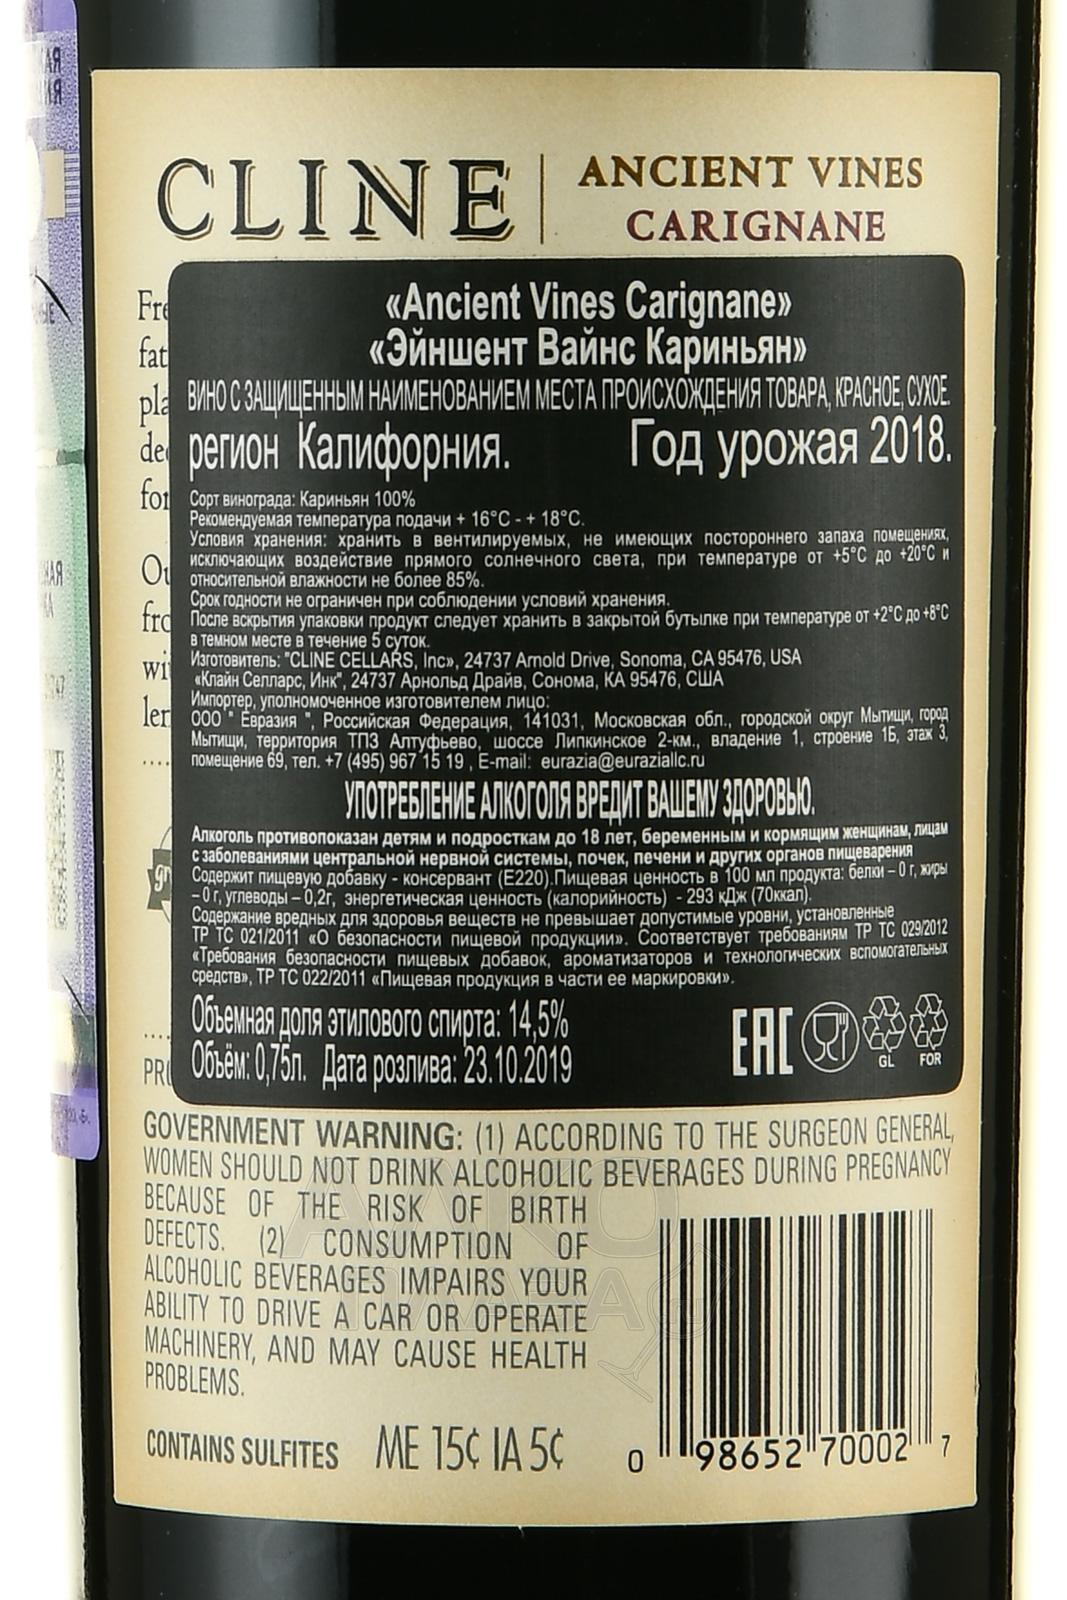 CLINE
ANCIENT VINES
CARIGNANE
«Ancient Vines Carignane»
«Эйншент Вайнс Кариньян»
ВИНО С ЗАЩИЩЕННЫМ НАИМЕНОВАНИЕМ МЕСТА ПРОИСХОЖДЕНИЯ ТОВАРА, КРАСНОЕ, СУХОЕ.
регион Калифорния. Год урожая 2018.
Сорт винограда: Кариньян 100%
Рекомендуемая температура подачи + 16°C - + 18°C.
Условия хранения: хранить в вентилируемых, не имеющих постороннего запаха помещениях,
исключающих воздействие прямого солнечного света, при температуре от +5°C до +20°C и
относительной влажности не более 85%.
Срок годности не ограничен при соблюдении условий хранения.
После вскрытия упаковки продукт следует хранить в закрытой бутылке при температуре от +2°C до +8°C
в темном месте в течение 5 суток.
Изготовитель: "CLINE CELLARS, Inc», 24737 Arnold Drive, Sonoma, CA 95476, USA
«Клайн Селларс, Инк", 24737 Арнольд Драйв, Сонома, КА 95476, США
Импортер, уполномоченное изготовителем лицо:
ООО " Евразия ", Российская Федерация, 141031, Московская обл., городской округ Мытищи, город
Мытищи, территория ТПЗ Алтуфьево, шоссе Липкинское 2-км., владение 1, строение 1Б, этаж 3,
помещение 69, тел. +7 (495) 967 15 19 , E-mail: eurazia@euraziallc.ru
УПОТРЕБЛЕНИЕ АЛКОГОЛЯ ВРЕДИТ ВАШЕМУ ЗДОРОВЬЮ.
Алкоголь противопоказан детям и подросткам до 18 лет, беременным и кормящим женщинам, лицам
с заболеваниями центральной нервной системы, почек, печени и других органов пищеварения
Содержит пищевую добавку - консервант (Е220).Пищевая ценность в 100 мл продукта: белки – 0 г, жиры
– 0 г, углеводы – 0,2г, энергетическая ценность (калорийность) - 293 кДж (70ккал).
Содержание вредных для здоровья веществ не превышает допустимые уровни, установленные
ТР ТС 021/2011 «О безопасности пищевой продукции». Соответствует требованиям ТР ТС 029/2012
«Требования безопасности пищевых добавок, ароматизаторов и технологических вспомогательных
средств», ТР ТС 022/2011 «Пищевая продукция в части ее маркировки».
Объемная доля этилового спирта: 14,5%
Объём: 0,75л. Дата розлива: 23.10.2019
EAC
GL FOR
GOVERNMENT WARNING: (1) ACCORDING TO THE SURGEON GENERAL,
WOMEN SHOULD NOT DRINK ALCOHOLIC BEVERAGES DURING PREGNANCY
BECAUSE OF THE RISK OF BIRTH
DEFECTS. (2) CONSUMPTION OF
ALCOHOLIC BEVERAGES IMPAIRS YOUR
ABILITY TO DRIVE A CAR OR OPERATE
MACHINERY, AND MAY CAUSE HEALTH
PROBLEMS.
CONTAINS SULFITES ME 15¢ IA 5¢
0 98652 70002 7